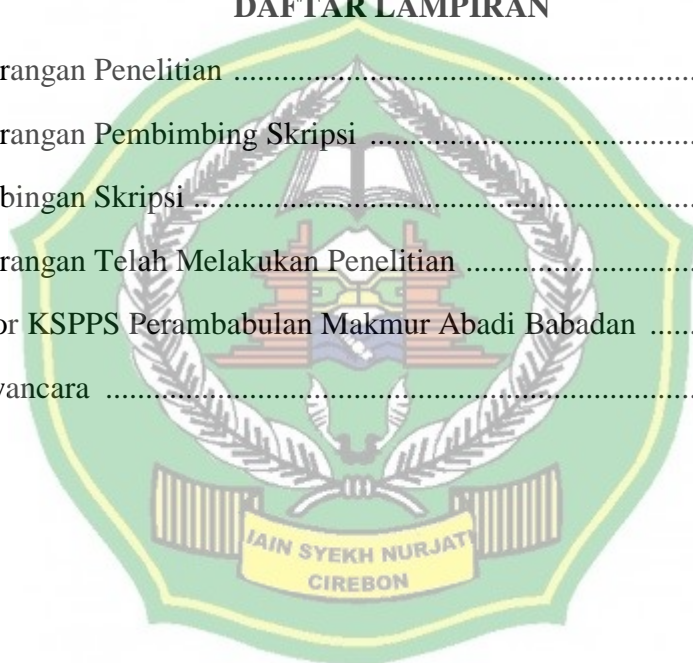 DAFTAR LAMPIRAN
rangan Penelitian ........................................................
rangan Pembimbing Skripsi ........................................
bingan Skripsi ............................................................
rangan Telah Melakukan Penelitian ............................
or KSPPS Perambabulan Makmur Abadi Babadan ......
vancara ......................................................................
IAIN SYEKH NURJATI
CIREBON